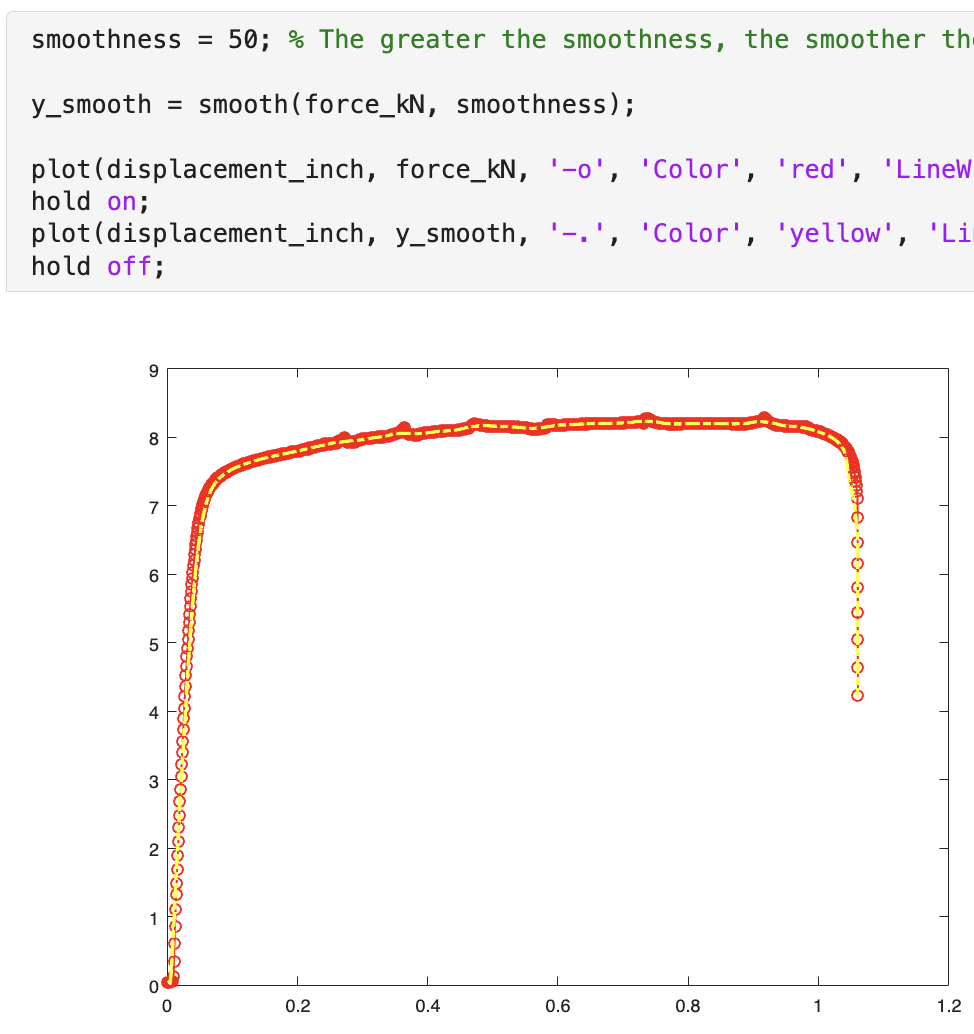 smoothness = 50; % The greater the smoothness, the smoother
y_smooth = smooth(force_kN, smoothness);
plot(displacement_inch, force_kN, '-o', 'Color', 'red', 'LineW
hold on;
plot(displacement_inch, y_smooth, '-.', 'Color', 'yellow', 'Li
hold off;
9
8
7
6
5
4
3
2
1
0
0 0.2 0.4 0.6 0.8 1 1.2